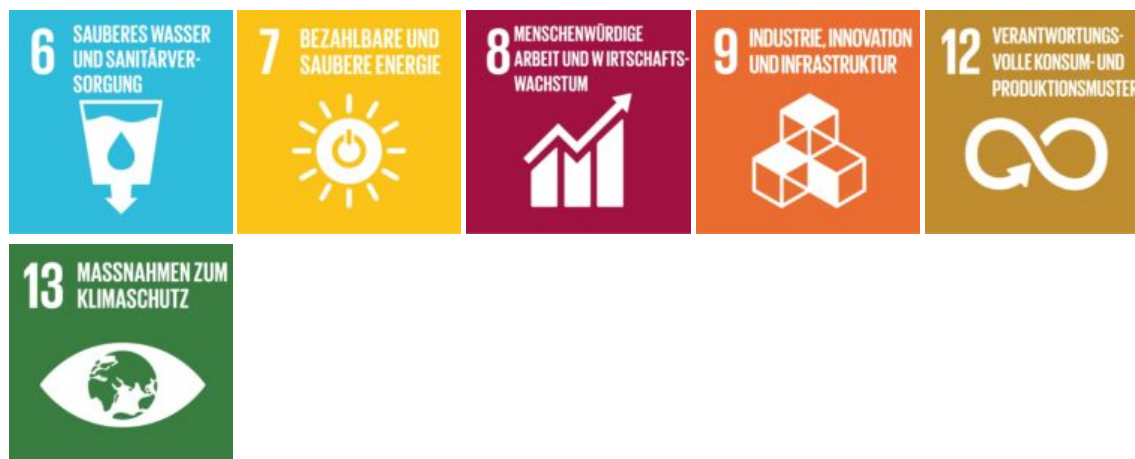 6 SAUBERES WASSER
UND SANITÄRVER-
SORGUNG
7 BEZAHLBARE UND
SAUBERE ENERGIE
8 MENSCHENWÜRDIGE
ARBEIT UND WIRTSCHAFTS-
WACHSTUM
9 INDUSTRIE, INNOVATION
UND INFRASTRUKTUR
12 VERANTWORTUNGS-
VOLLE KONSUM- UND
PRODUKTIONSMUSTER
13 MASSNAHMEN ZUM
KLIMASCHUTZ